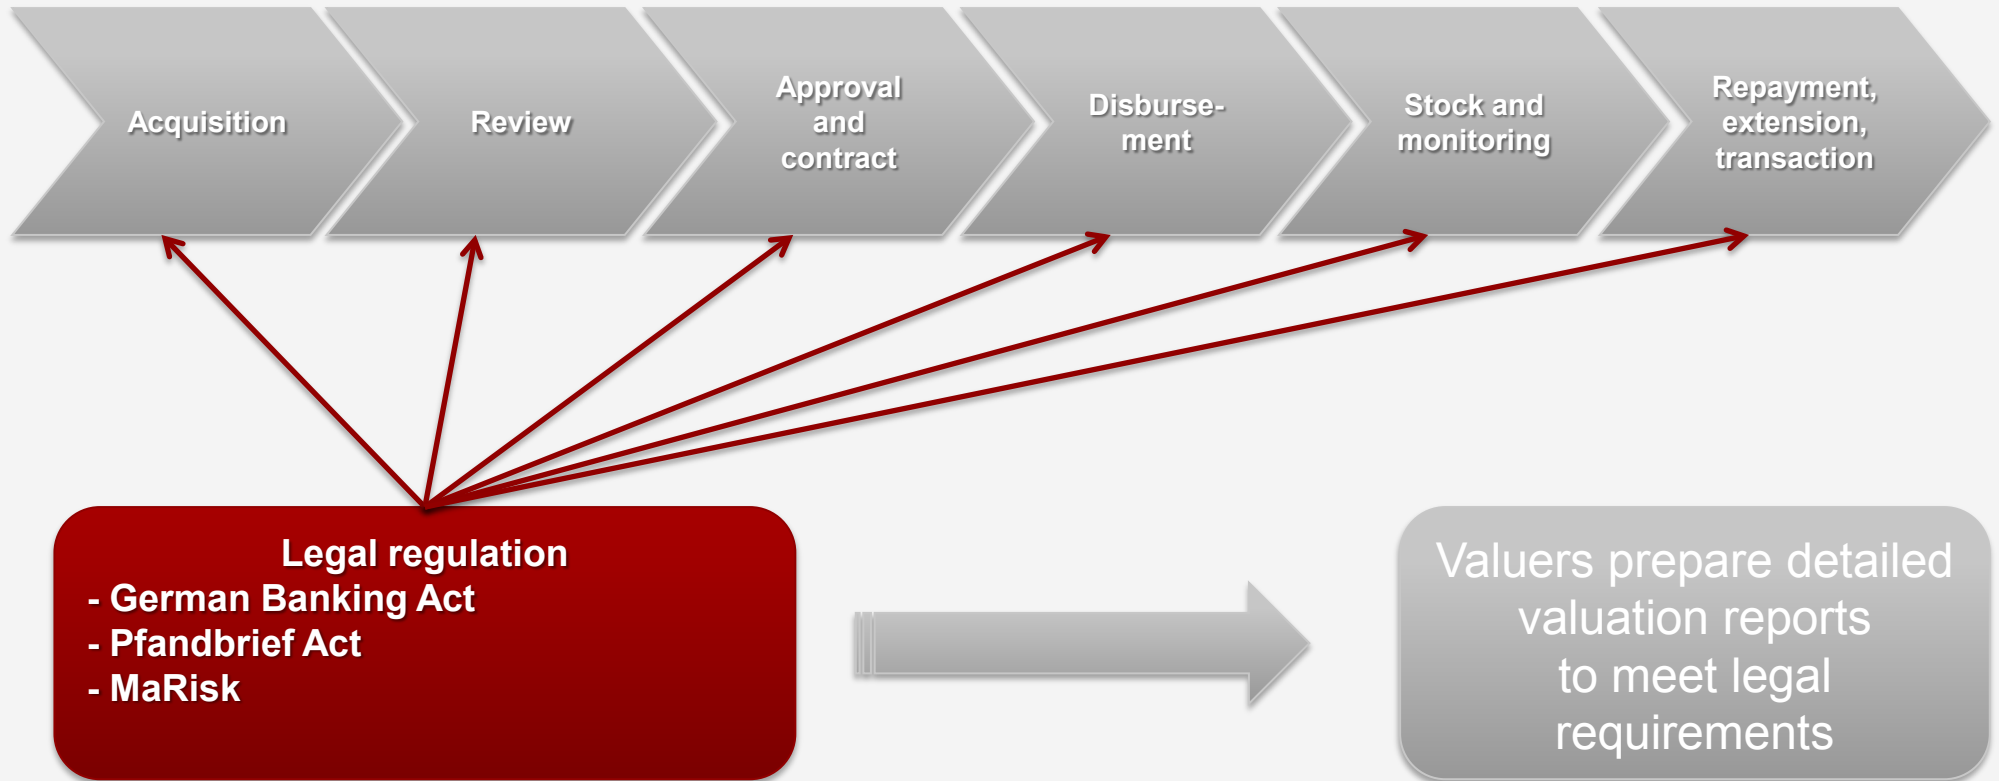 Acquisition
Review
Approval
and
contract
Disburse-
ment
Stock and
monitoring
Repayment,
extension,
transaction
Legal regulation
- German Banking Act
- Pfandbrief Act
- MaRisk
Valuers prepare detailed
valuation reports
to meet legal
requirements